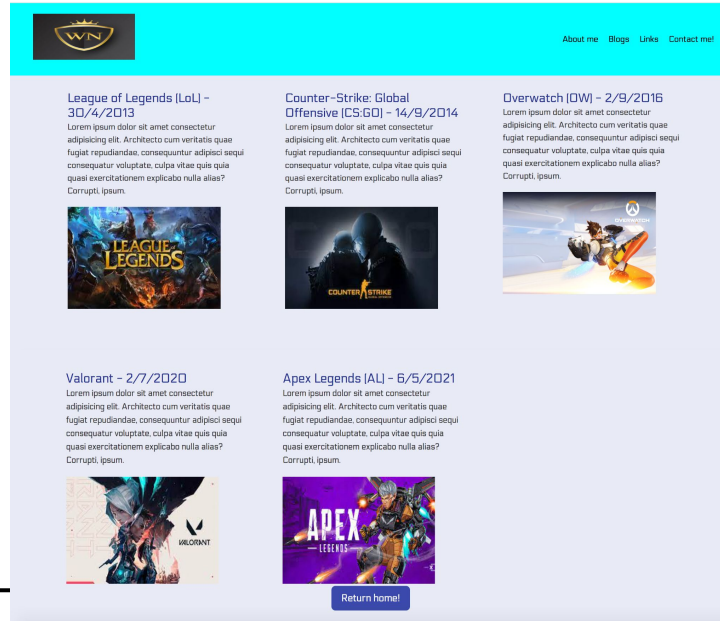 WN
About me Blogs Links Contact me!
League of Legends (LoL) -
30/4/2013
Lorem ipsum dolor sit amet consectetur
adipisicing elit. Architecto cum veritatis quae
fugiat repudiandae, consequuntur adipisci sequi
consequatur voluptate, culpa vitae quis quia
quasi exercitationem explicabo nulla alias?
Corrupti, ipsum.
LEAGUE OF
LEGENDS
Counter-Strike: Global
Offensive (CS:GO) - 14/9/2014
Lorem ipsum dolor sit amet consectetur
adipisicing elit. Architecto cum veritatis quae
fugiat repudiandae, consequuntur adipisci sequi
consequatur voluptate, culpa vitae quis quia
quasi exercitationem explicabo nulla alias?
Corrupti, ipsum.
COUNTER STRIKE
GLOBAL OFFENSIVE
Overwatch (OW) - 2/9/2016
Lorem ipsum dolor sit amet consectetur
adipisicing elit. Architecto cum veritatis quae
fugiat repudiandae, consequuntur adipisci sequi
consequatur voluptate, culpa vitae quis quia
quasi exercitationem explicabo nulla alias?
Corrupti, ipsum.
OVERWATCH
Valorant - 2/7/2020
Lorem ipsum dolor sit amet consectetur
adipisicing elit. Architecto cum veritatis quae
fugiat repudiandae, consequuntur adipisci sequi
consequatur voluptate, culpa vitae quis quia
quasi exercitationem explicabo nulla alias?
Corrupti, ipsum.
VALORANT
Apex Legends (AL) - 6/5/2021
Lorem ipsum dolor sit amet consectetur
adipisicing elit. Architecto cum veritatis quae
fugiat repudiandae, consequuntur adipisci sequi
consequatur voluptate, culpa vitae quis quia
quasi exercitationem explicabo nulla alias?
Corrupti, ipsum.
APEX
LEGENDS
Return home!